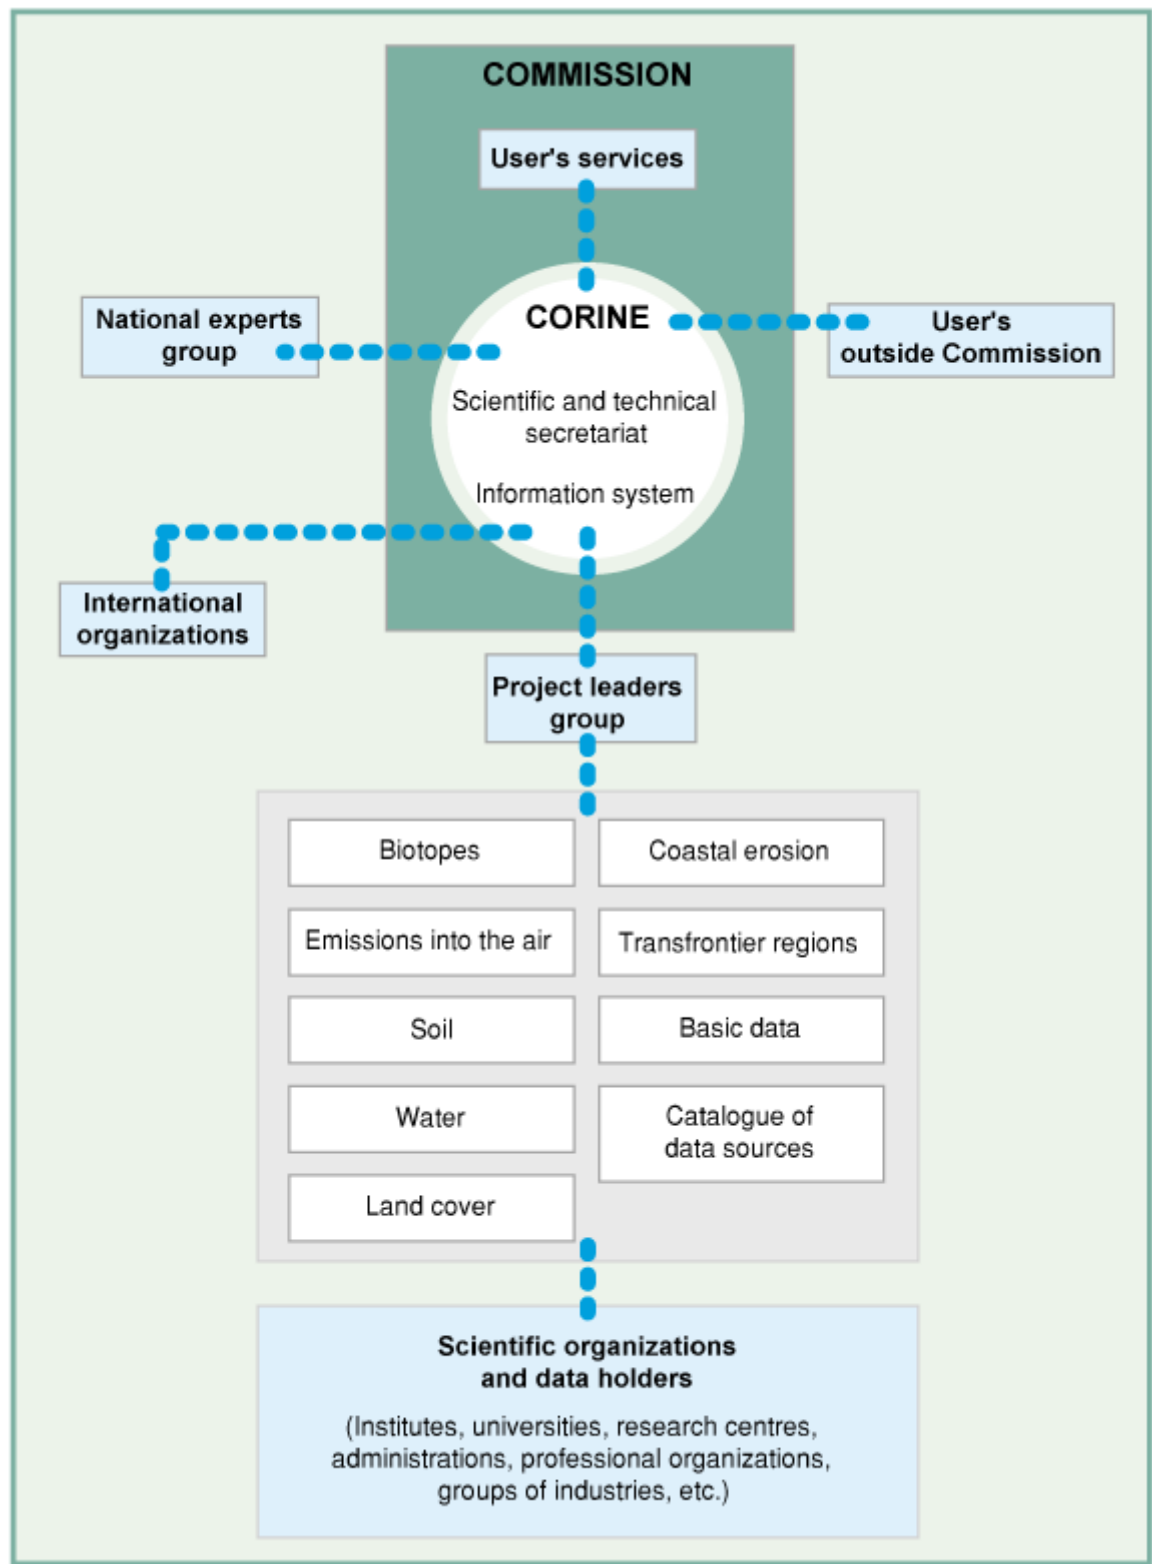 COMMISSION
User's services
CORINE
National experts
group
User's
outside Commission
Scientific and technical
secretariat
Information system
International
organizations
Project leaders
group
Biotopes
Coastal erosion
Emissions into the air
Transfrontier regions
Soil
Basic data
Water
Catalogue of
data sources
Land cover
Scientific organizations
and data holders
(Institutes, universities, research centres,
administrations, professional organizations,
groups of industries, etc.)